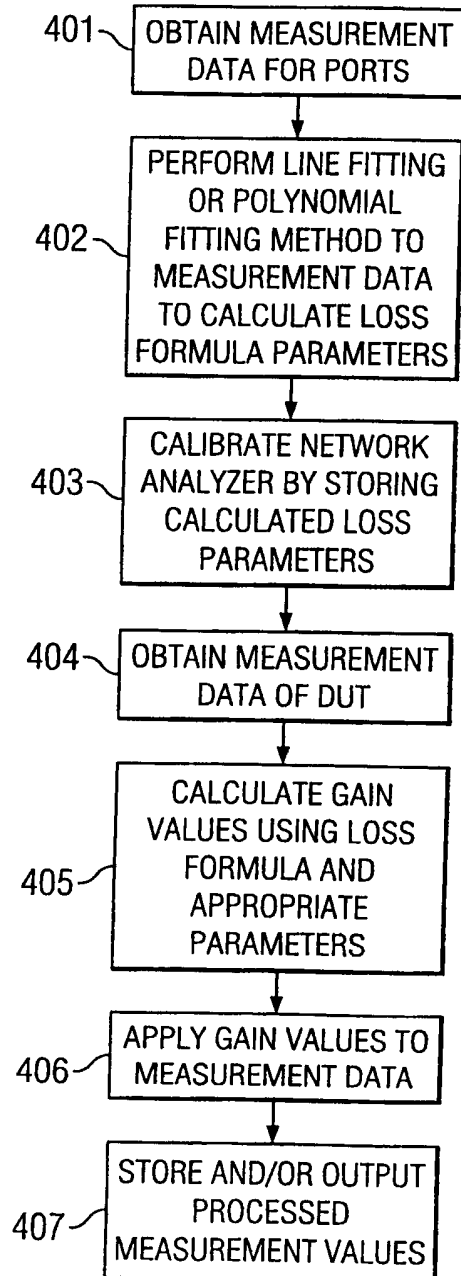 401
OBTAIN MEASUREMENT
DATA FOR PORTS
402
PERFORM LINE FITTING
OR POLYNOMIAL
FITTING METHOD TO
MEASUREMENT DATA
TO CALCULATE LOSS
FORMULA PARAMETERS
403
CALIBRATE NETWORK
ANALYZER BY STORING
CALCULATED LOSS
PARAMETERS
404
OBTAIN MEASUREMENT
DATA OF DUT
405
CALCULATE GAIN
VALUES USING LOSS
FORMULA AND
APPROPRIATE
PARAMETERS
406
APPLY GAIN VALUES TO
MEASUREMENT DATA
407
STORE AND/OR OUTPUT
PROCESSED
MEASUREMENT VALUES